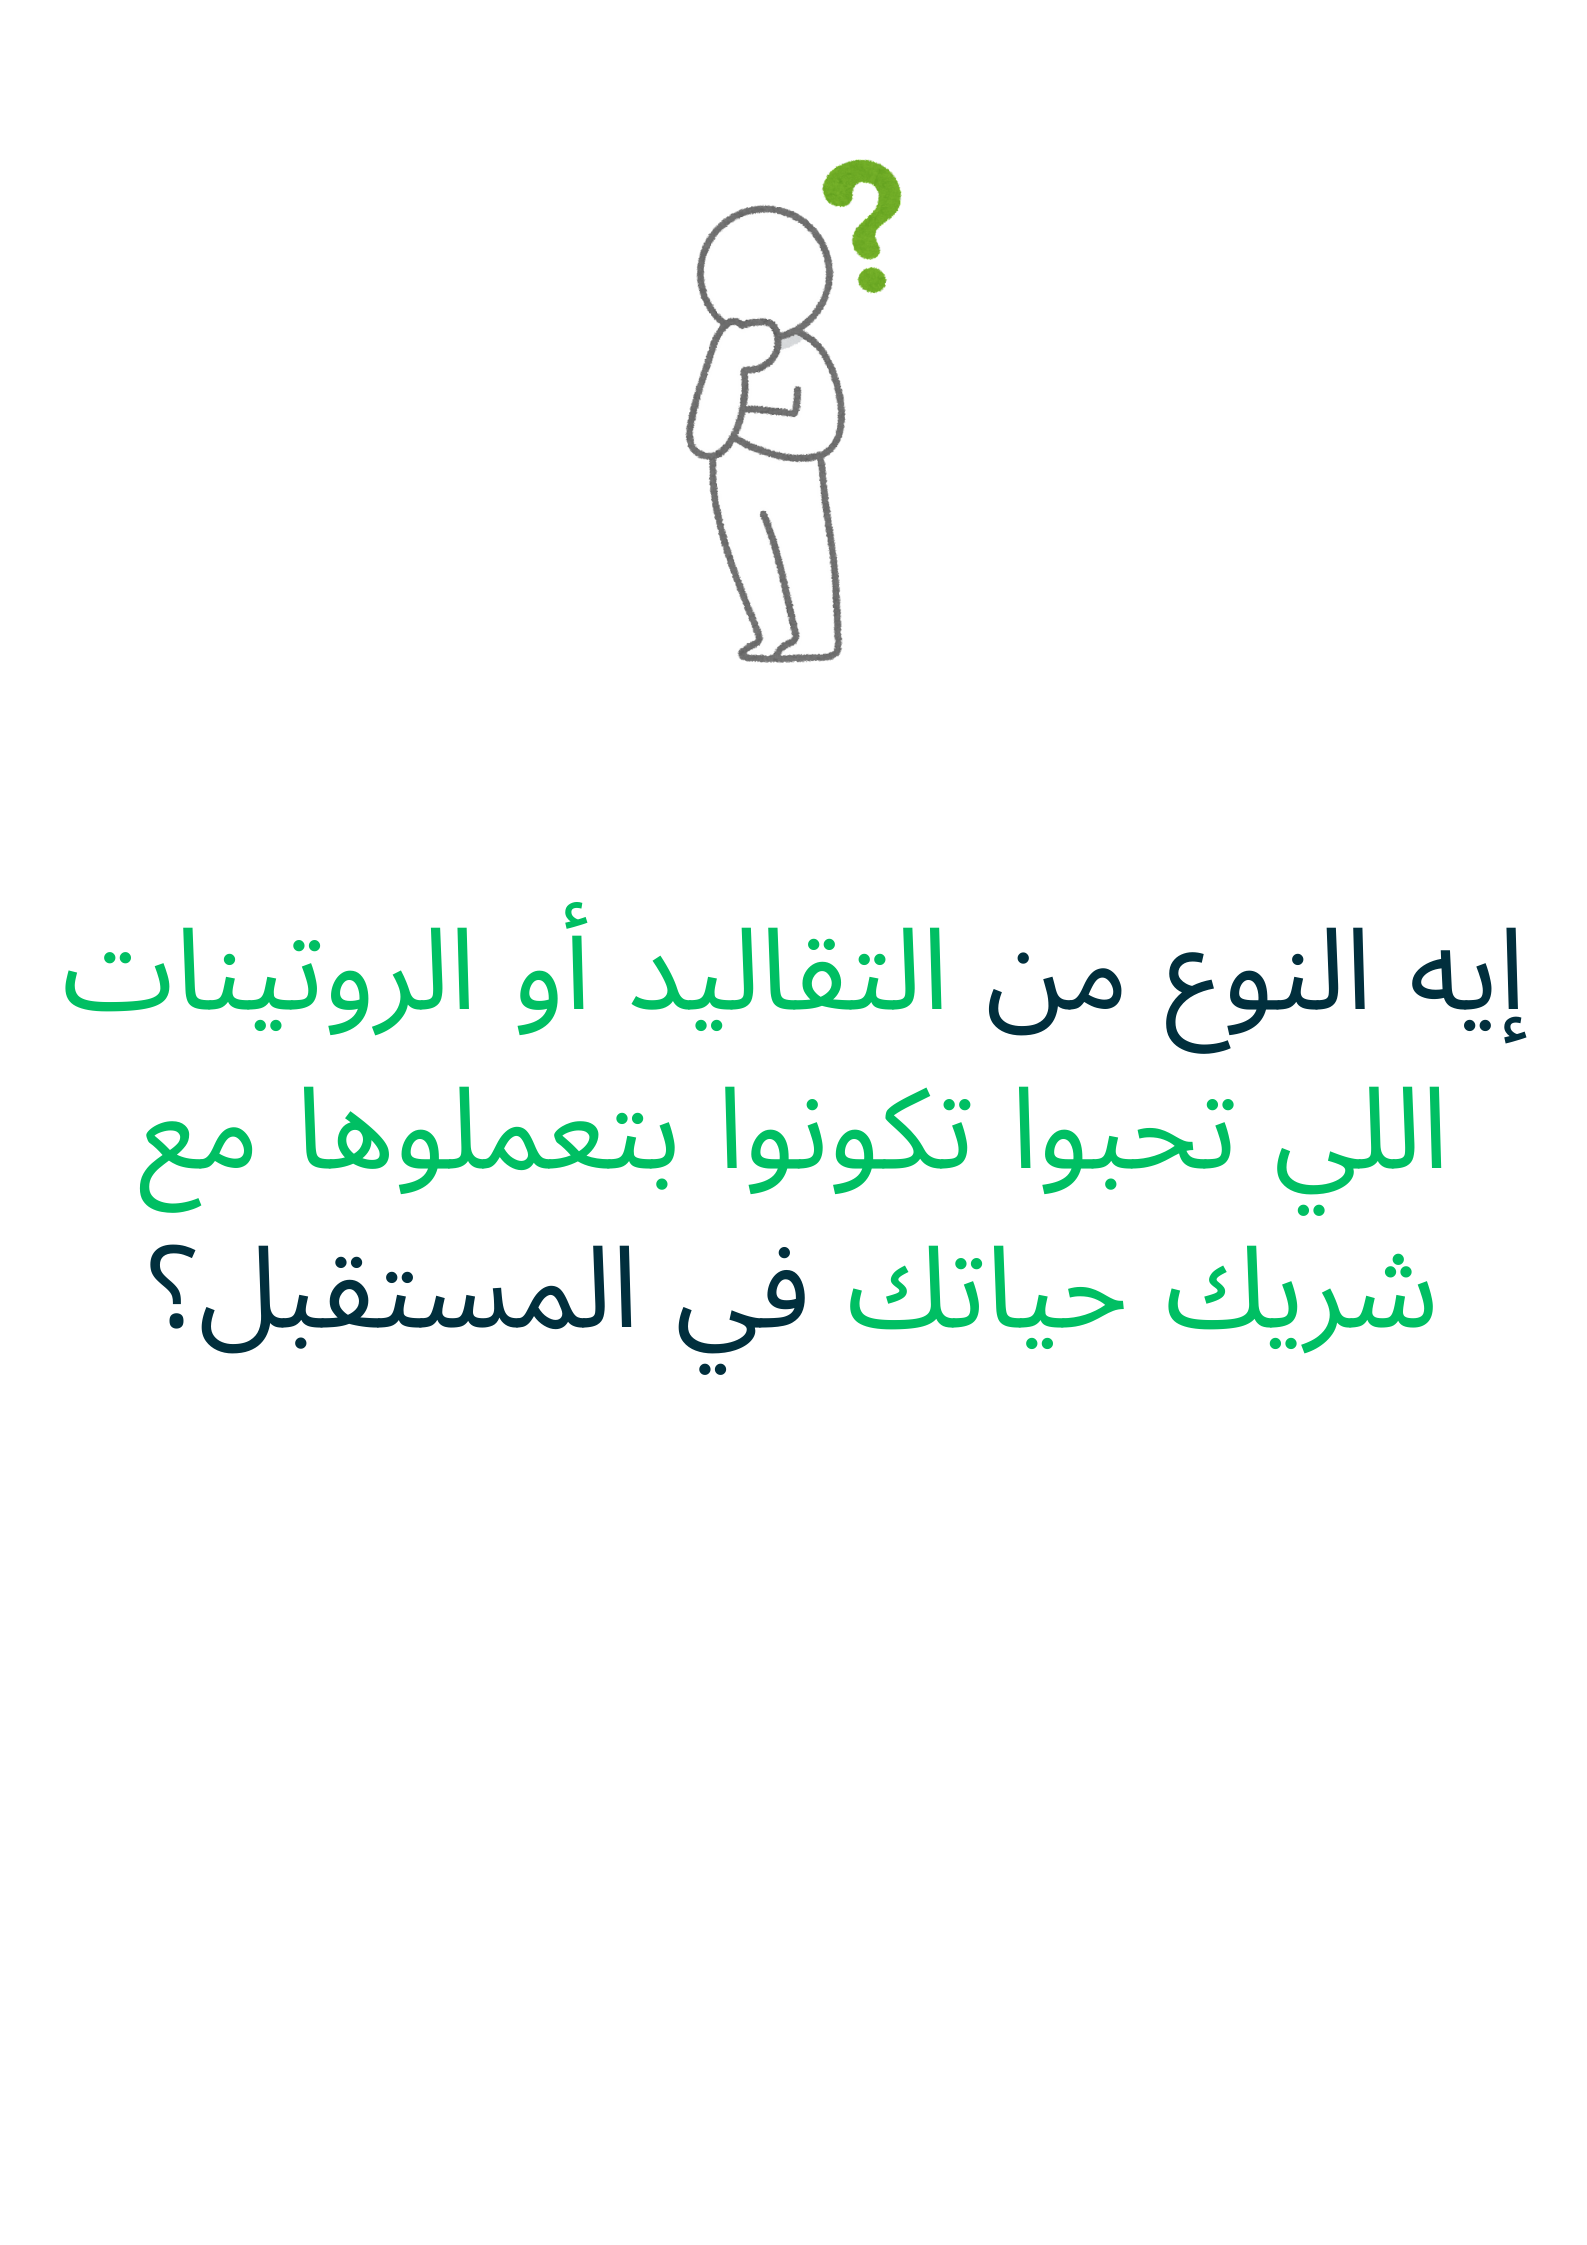 إيه النوع من التقاليد أو الروتينات
اللي تحبوا تكونوا بتعملوها مع
شريك حياتك في المستقبل؟